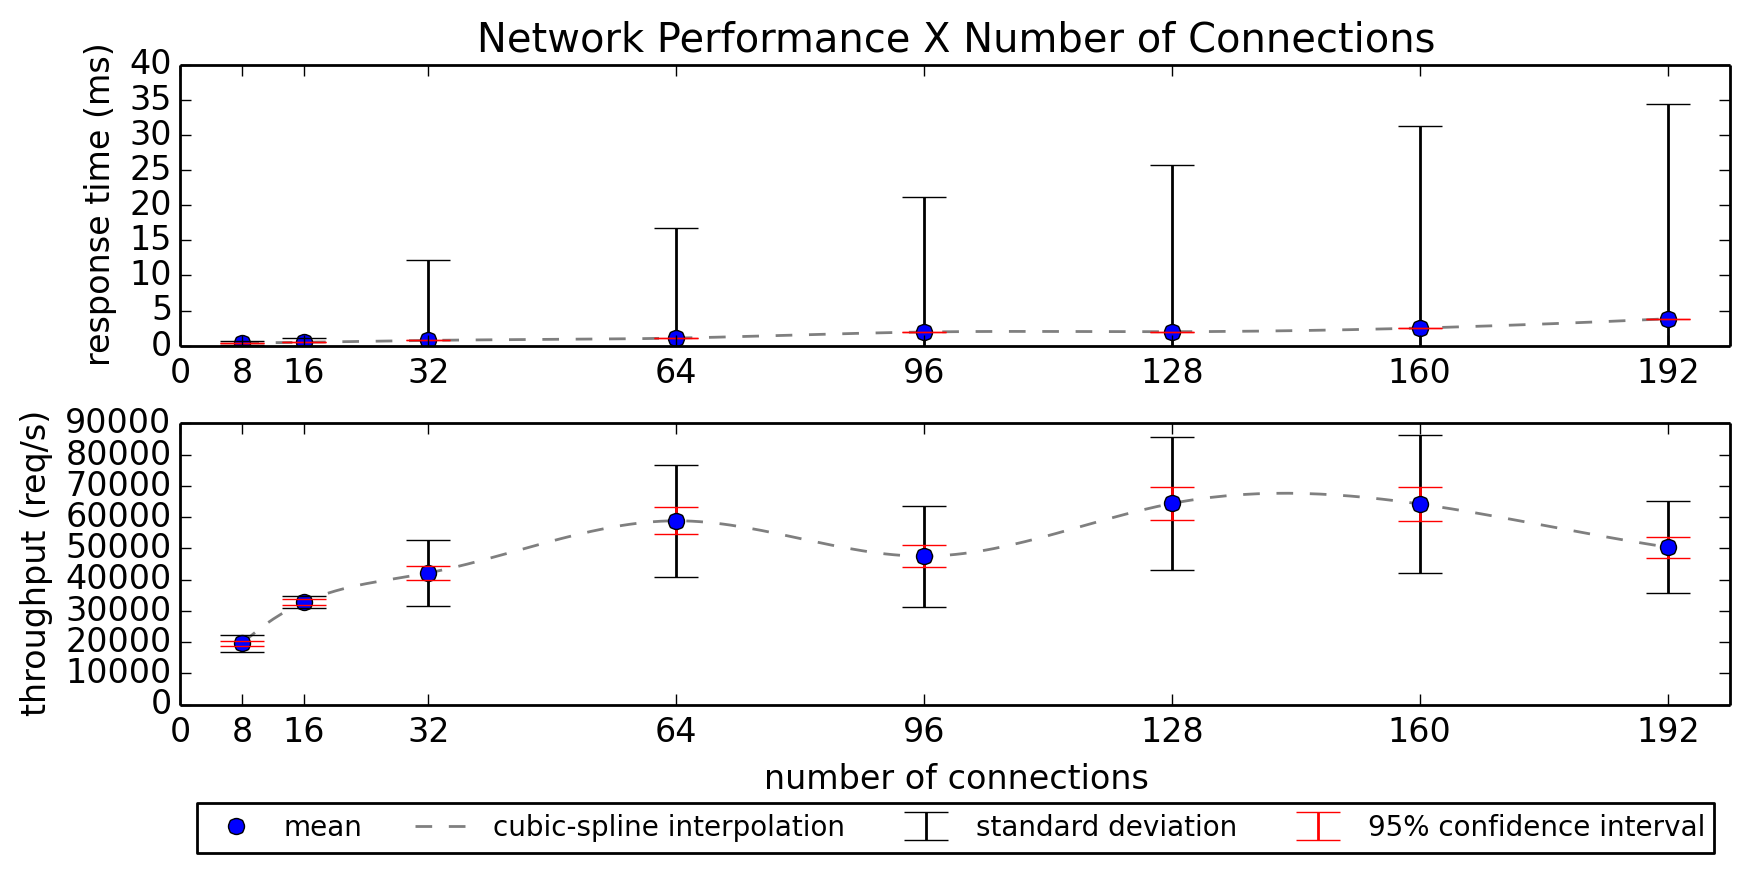 Network Performance X Number of Connections
response time (ms)
40
35
30
25
20
15
10
5
0
0 8 16 32 64 96 128 160 192
throughput (req/s)
90000
80000
70000
60000
50000
40000
30000
20000
10000
0
0 8 16 32 64 96 128 160 192
number of connections
mean cubic-spline interpolation standard deviation 95% confidence interval